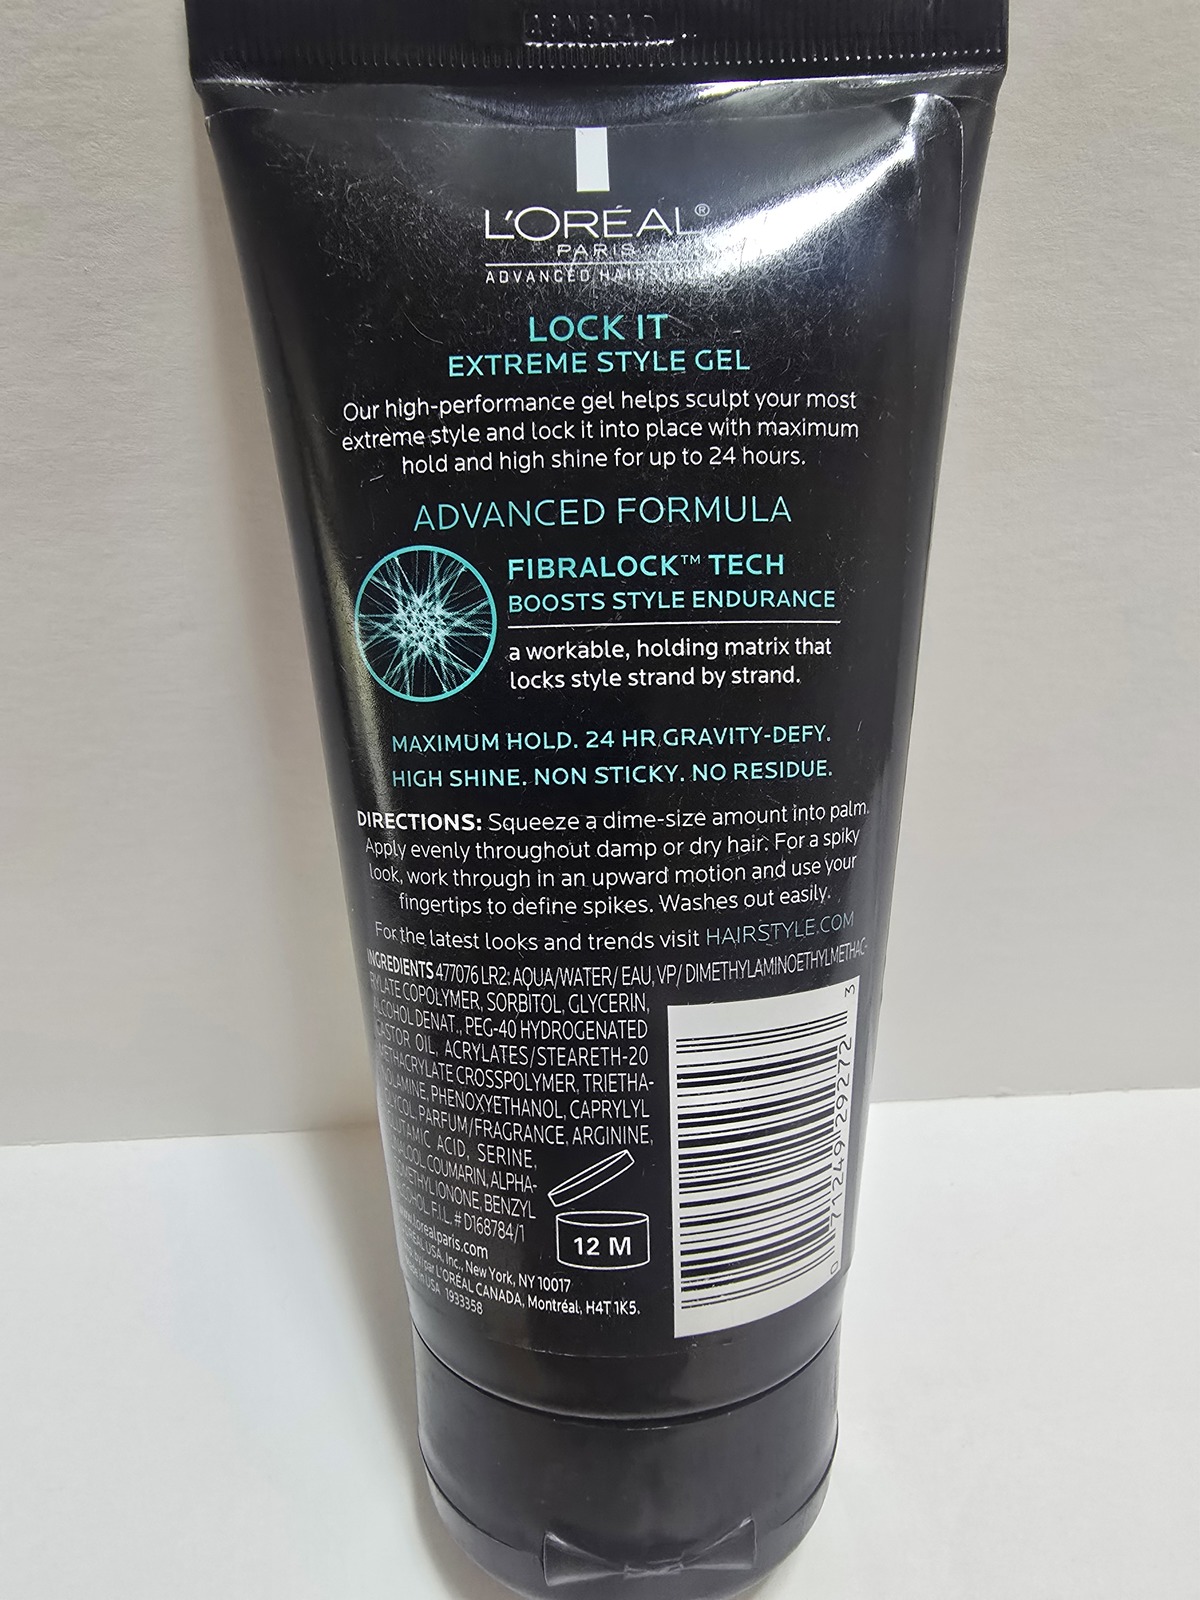 L'ORÉAL®
PARIS
ADVANCED
LOCK IT
EXTREME STYLE GEL
Our high-performance gel helps sculpt your most
extreme style and lock it into place with maximum
hold and high shine for up to 24 hours.
ADVANCED FORMULA
FIBRALOCK™ TECH
BOOSTS STYLE ENDURANCE
a workable, holding matrix that
locks style strand by strand.
MAXIMUM HOLD. 24 HR GRAVITY-DEFY.
HIGH SHINE. NON STICKY. NO RESIDUE.
DIRECTIONS: Squeeze a dime-size amount into palm.
Apply evenly throughout damp or dry hair. For a spiky
look, work through in an upward motion and use your
fingertips to define spikes. Washes out easily.
For the latest looks and trends visit HAIRSTYLE.COM
INGREDIENTS 477076 LR2: AQUA/WATER/ EAU, VP/ DIMETHYLAMINOETHYLMETHAC-
RYLATE COPOLYMER, SORBITOL, GLYCERIN,
ALCOHOL DENAT., PEG-40 HYDROGENATED
CASTOR OIL, ACRYLATES/STEARETH-20
METHACRYLATE CROSSPOLYMER, TRIETHA-
NOLAMINE, PHENOXYETHANOL, CAPRYLYL
GLYCOL, PARFUM/FRAGRANCE, ARGININE,
ACID, SERINE,
COUMARIN, ALPHA-
BENZYL
F.I.L. # D168784/1
www.lorealparis.com
USA, Inc., New York, NY 10017
L'ORÉAL CANADA, Montréal, H4T 1K5.
USA 1933358
12 M
0 71249 29272 3